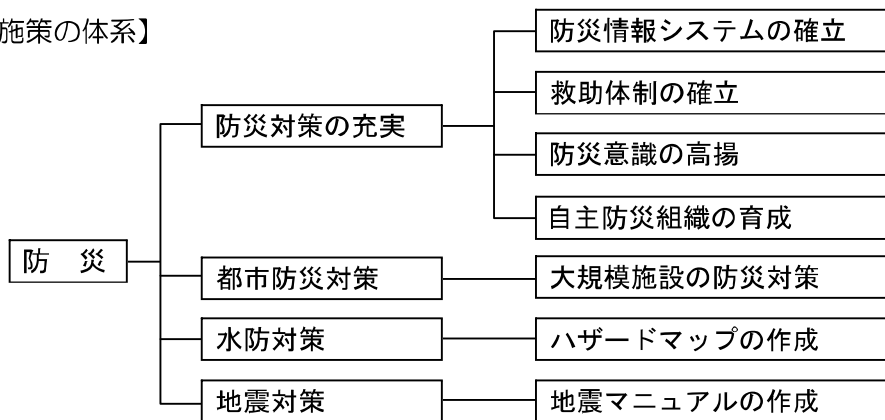 施策の体系】
防災情報システムの確立
救助体制の確立
防災対策の充実
防災意識の高揚
自主防災組織の育成
防　災
都市防災対策
大規模施設の防災対策
水防対策
ハザードマップの作成
地震対策
地震マニュアルの作成